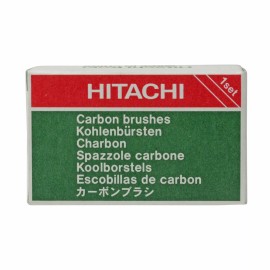 HITACHI
1set
Carbon brushes
Kohlenbürsten
Charbon
Spazzole carbone
Koolborstels
Escobillas de carbon
カーボンブラシ